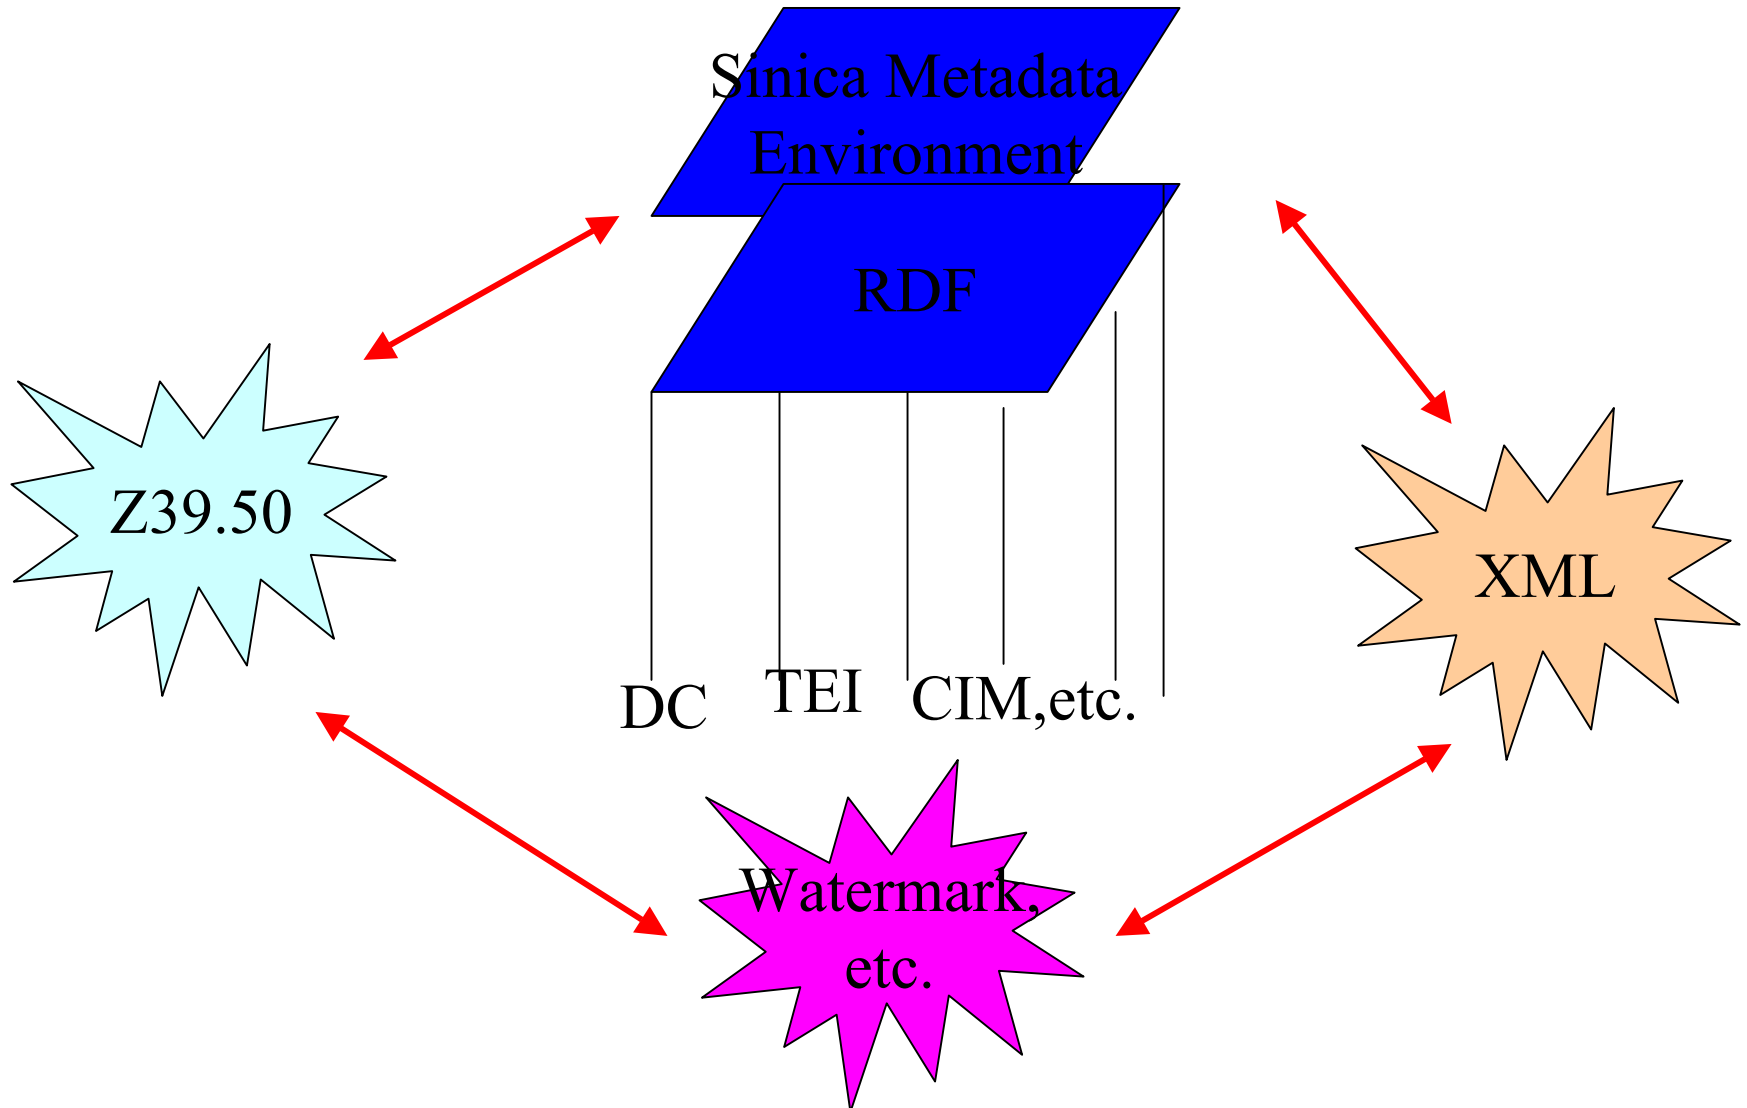 Sinica Metadata
Environment
RDF
Z39.50
XML
DC
TEI
CIM,etc.
Watermark,
etc.